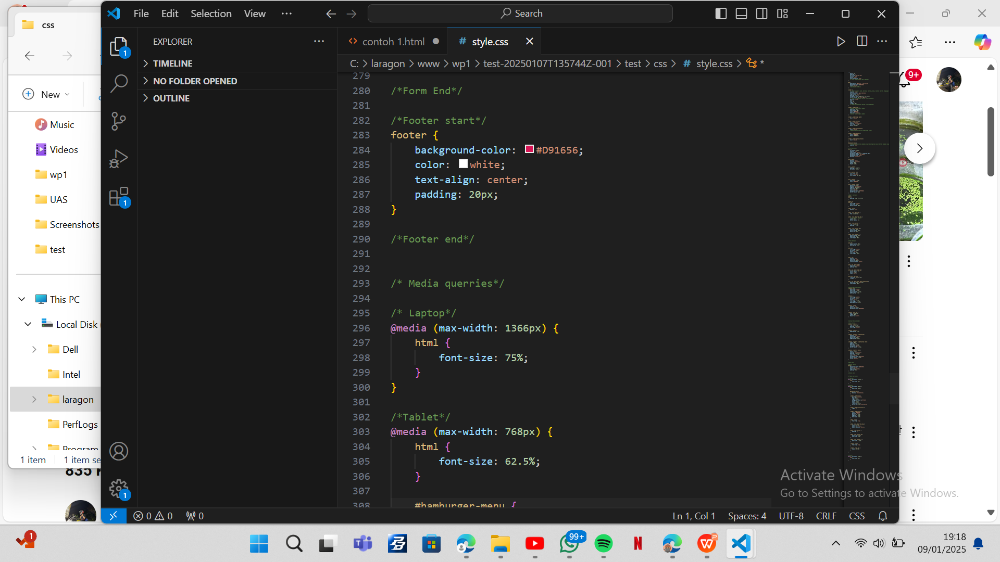 css
New
Music
Videos
wp1
UAS
Screenshots
test
This PC
Local Disk
Dell
Intel
laragon
PerfLogs
Program
1 item
1 item se
835
File Edit Selection View
Search
EXPLORER
TIMELINE
NO FOLDER OPENED
OUTLINE
1
1
1
contoh 1.html
# style.css
C: > laragon > www > wp1 > test-20250107T135744Z-001 > test > css > # style.css > *
279
280 /*Form End*/
281
282 /*Footer start*/
283 footer {
284 background-color: #D91656;
285 color: white;
286 text-align: center;
287 padding: 20px;
288 }
289
290 /*Footer end*/
291
292
293 /* Media querries*/
294
295 /* Laptop*/
296 @media (max-width: 1366px) {
297 html {
298 font-size: 75%;
299 }
300 }
301
302 /*Tablet*/
303 @media (max-width: 768px) {
304 html {
305 font-size: 62.5%;
306 }
307
308 #hamburger-menu {
9+
Activate Windows
Go to Settings to activate Windows.
0 0 0
Ln 1, Col 1 Spaces: 4 UTF-8 CRLF CSS
1
99+
19:18
09/01/2025